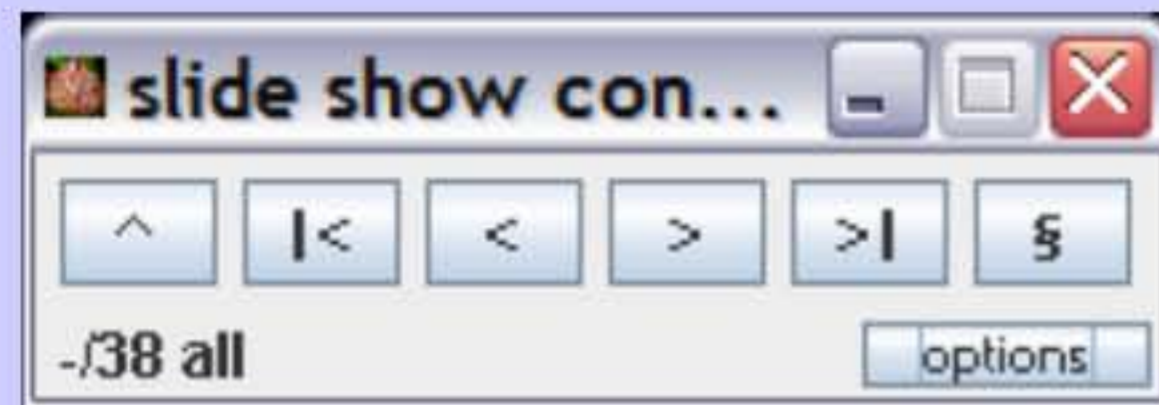 slide show con...
^ |< < > >| §
-/38 all
options